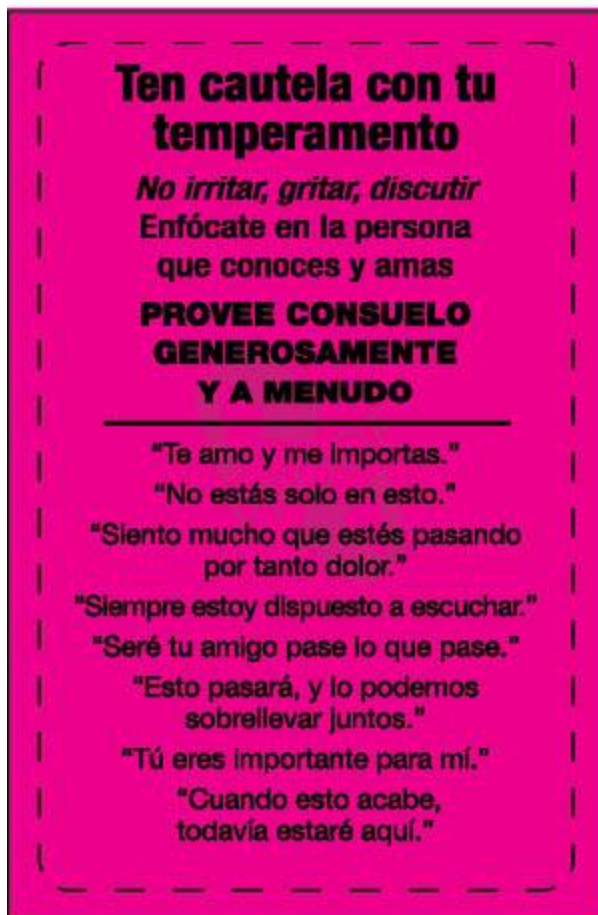 Ten cautela con tu
temperamento
No irritar, gritar, discutir
Enfócate en la persona
que conoces y amas
PROVEE CONSUELO
GENEROSAMENTE
Y A MENUDO
"Te amo y me importas."
"No estás solo en esto."
"Siento mucho que estés pasando
por tanto dolor."
"Siempre estoy dispuesto a escuchar."
"Seré tu amigo pase lo que pase."
"Esto pasará, y lo podemos
sobrellevar juntos."
"Tú eres importante para mí."
"Cuando esto acabe,
todavía estaré aquí."